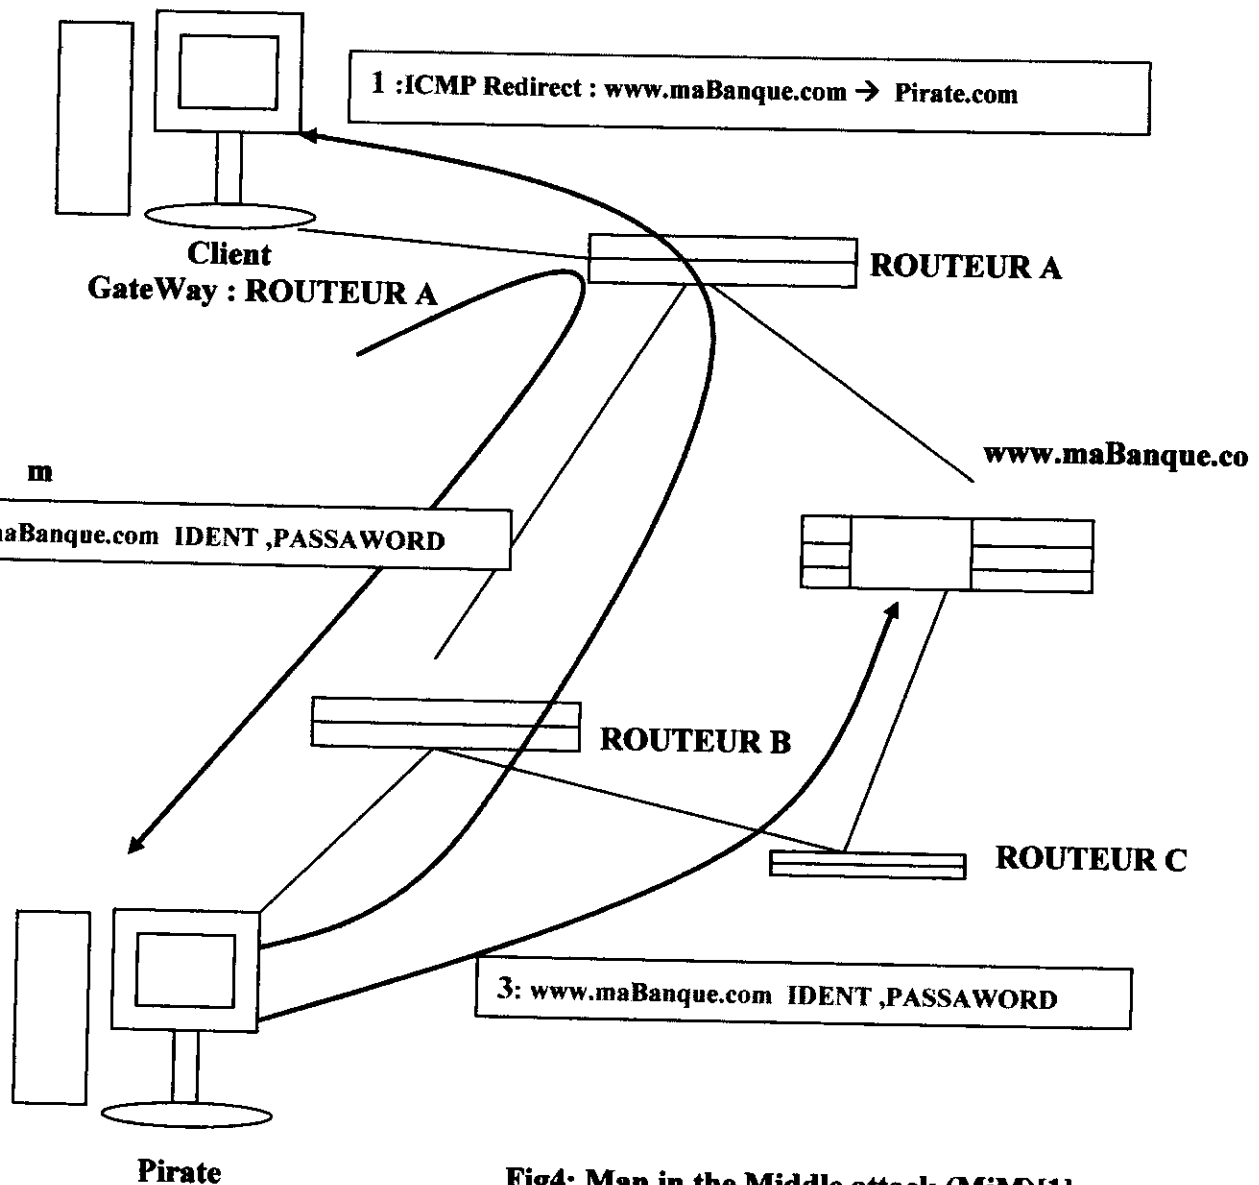 1 :ICMP Redirect : www.maBanque.com → Pirate.com
Client
GateWay : ROUTEUR A
ROUTEUR A
www.maBanque.co
m
naBanque.com IDENT ,PASSAWORD
ROUTEUR B
ROUTEUR C
3: www.maBanque.com IDENT ,PASSAWORD
Pirate
Fig4: Man in the Middle attack (MiM)[1]